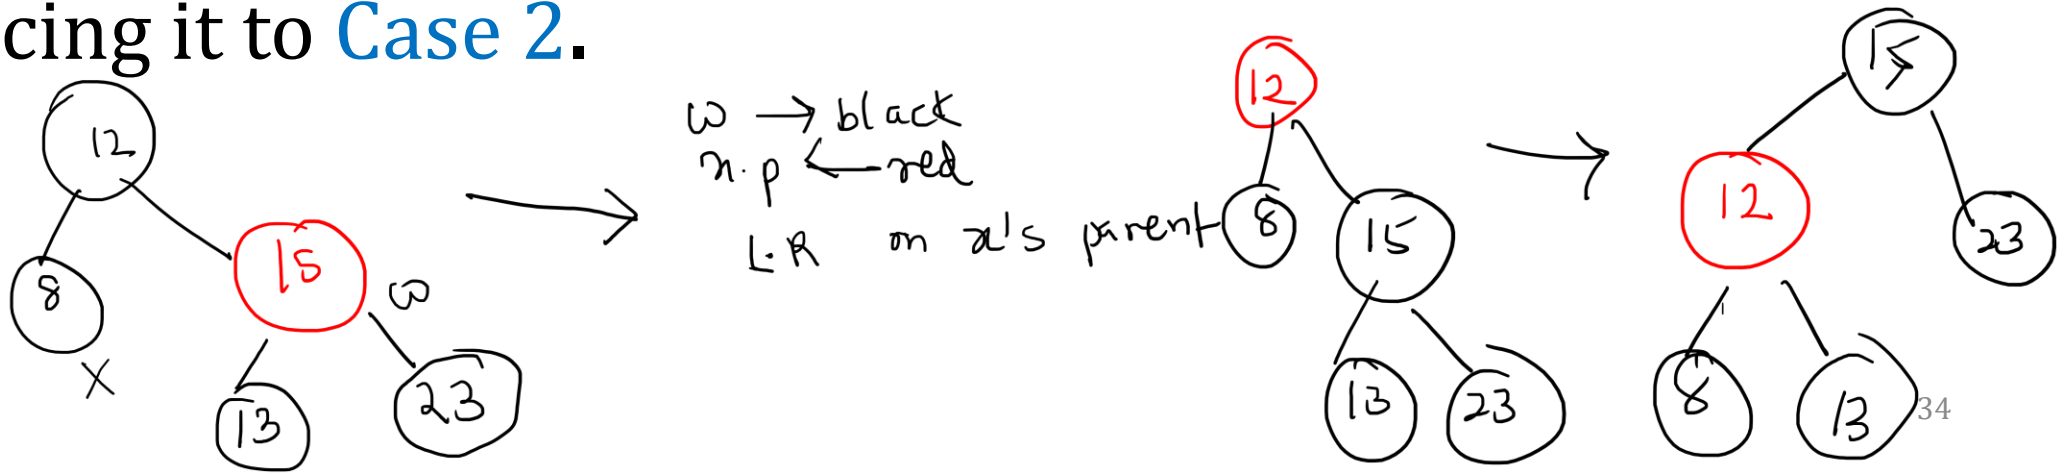 cing it to Case 2.
12
8
15
ω
x
13
23
ω → black
x.p ← red
L.R on x's parent
12
8
15
13
23
15
12
23
8
13
34